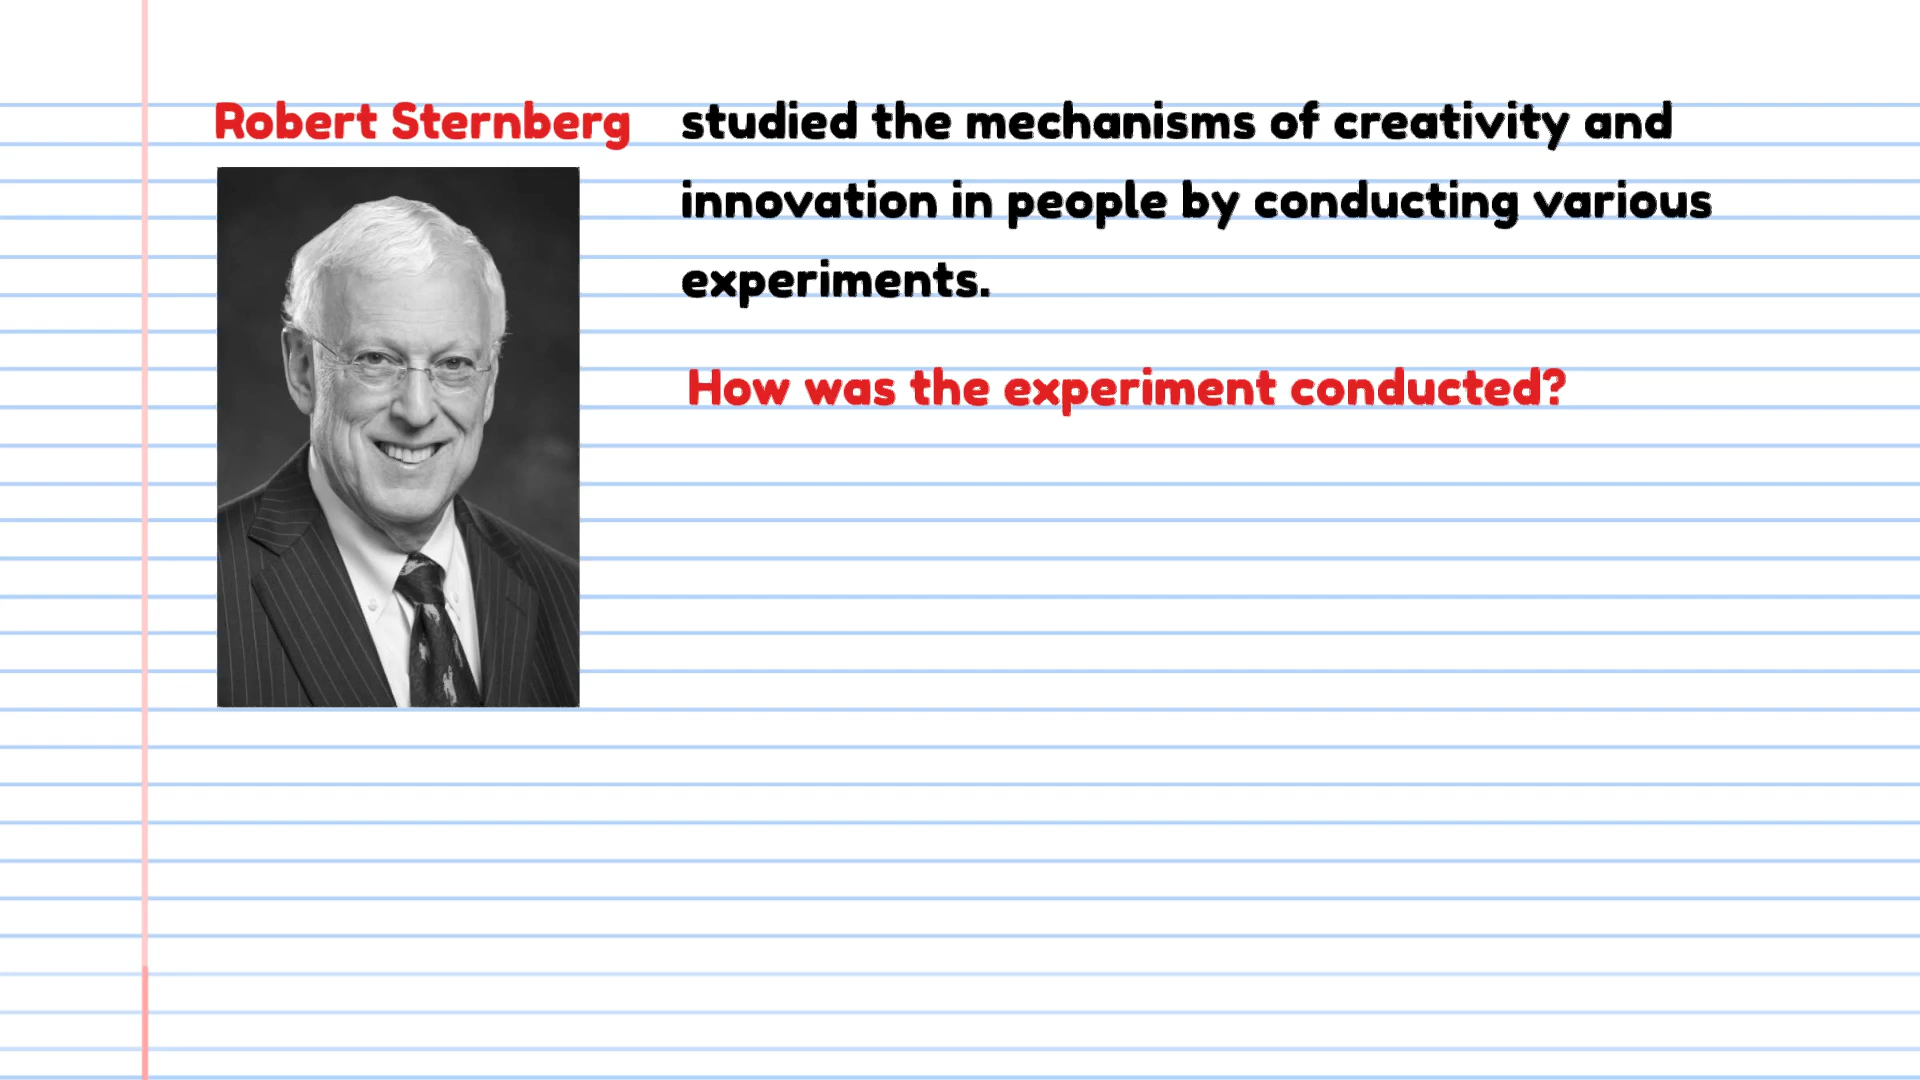 Robert Sternberg studied the mechanisms of creativity and
innovation in people by conducting various
experiments.
How was the experiment conducted?